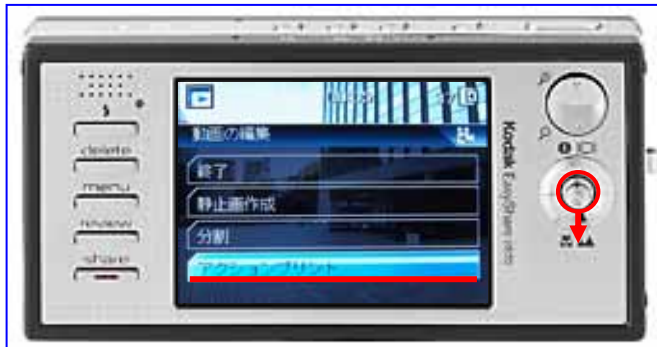 動画の編集
終了
静止画作成
分割
アクションプリント
delete
menu
review
share
Kodak EasyShare